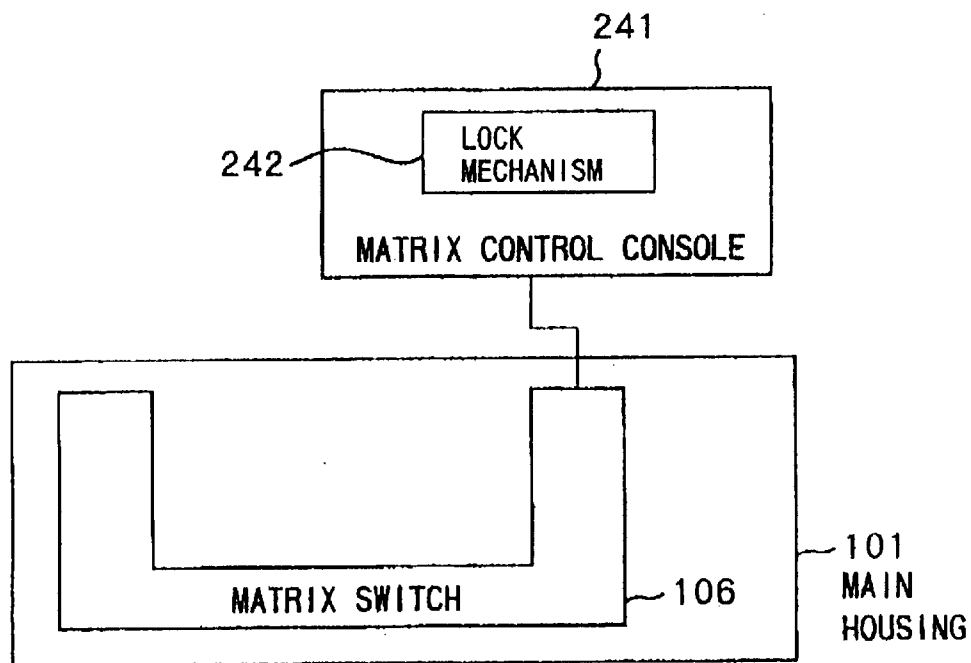 241
242
LOCK
MECHANISM
MATRIX CONTROL CONSOLE
MATRIX SWITCH
106
101
MAIN
HOUSING